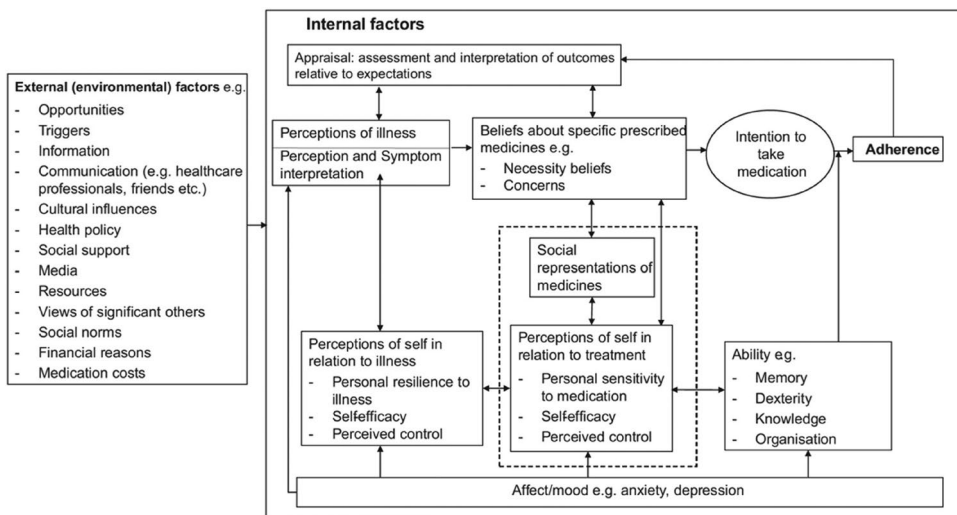 Internal factors
Appraisal: assessment and interpretation of outcomes
relative to expectations
External (environmental) factors e.g.
- Opportunities
- Triggers
- Information
- Communication (e.g. healthcare
professionals, friends etc.)
- Cultural influences
- Health policy
- Social support
- Media
- Resources
- Views of significant others
- Social norms
- Financial reasons
- Medication costs
Perceptions of illness
Perception and Symptom
interpretation
Beliefs about specific prescribed
medicines e.g.
- Necessity beliefs
- Concerns
Intention to
take
medication
Adherence
Social
representations of
medicines
Perceptions of self in
relation to illness
- Personal resilience to
illness
- Selfefficacy
- Perceived control
Perceptions of self in
relation to treatment
- Personal sensitivity
to medication
- Selfefficacy
- Perceived control
Ability e.g.
- Memory
- Dexterity
- Knowledge
- Organisation
Affect/mood e.g. anxiety, depression